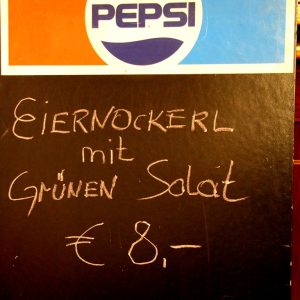 PEPSI
EIERNOCKERL
mit
GRÜNEN Salat
€ 8,-